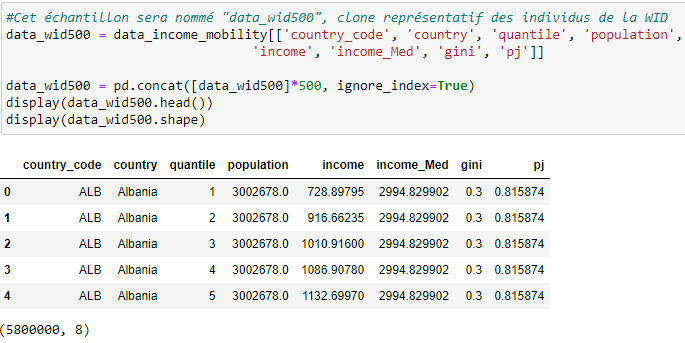 #Cet échantillon sera nommé "data_wid500", clone représentatif des individus de la WID
data_wid500 = data_income_mobility[['country_code', 'country', 'quantile', 'population',
'income', 'income_Med', 'gini', 'pj']]
data_wid500 = pd.concat([data_wid500]*500, ignore_index=True)
display(data_wid500.head())
display(data_wid500.shape)
country_code country quantile population income income_Med gini pj
0 ALB Albania 1 3002678.0 728.89795 2994.829902 0.3 0.815874
1 ALB Albania 2 3002678.0 916.66235 2994.829902 0.3 0.815874
2 ALB Albania 3 3002678.0 1010.91600 2994.829902 0.3 0.815874
3 ALB Albania 4 3002678.0 1086.90780 2994.829902 0.3 0.815874
4 ALB Albania 5 3002678.0 1132.69970 2994.829902 0.3 0.815874
(5800000, 8)